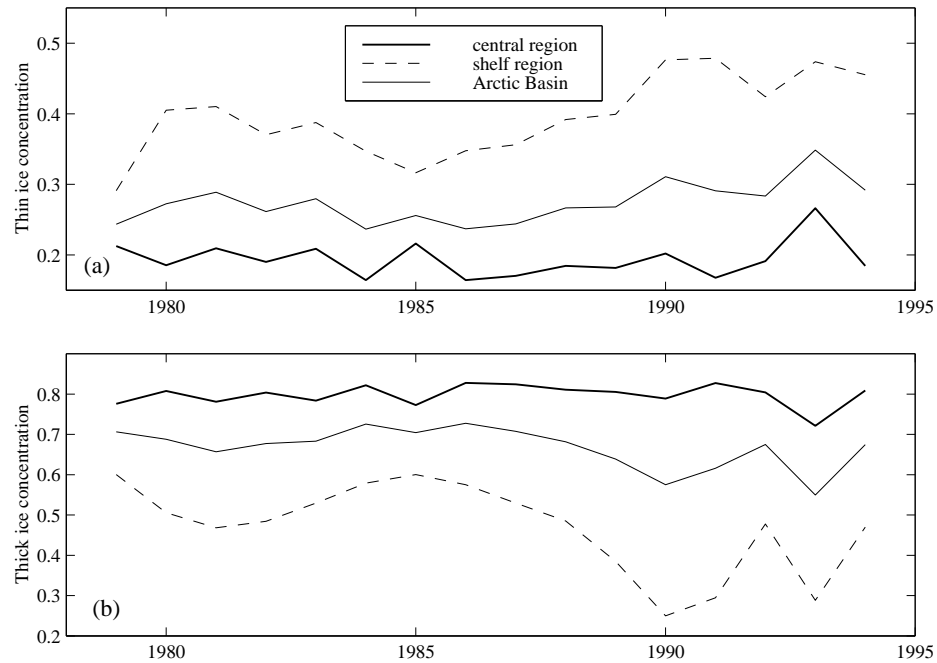 0.5
0.4
0.3
0.2
Thin ice concentration
central region
shelf region
Arctic Basin
(a)
1980 1985 1990 1995
0.8
0.7
0.6
0.5
0.4
0.3
0.2
Thick ice concentration
(b)
1980 1985 1990 1995